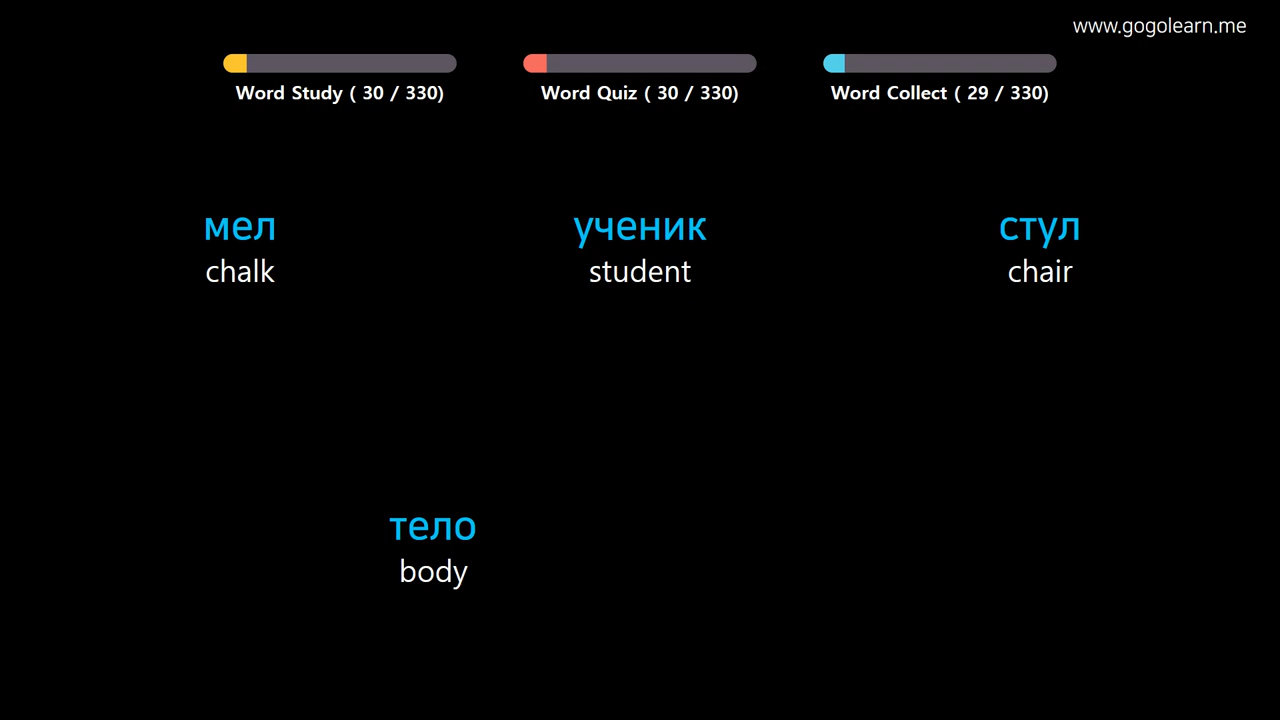 www.gogolearn.me
Word Study ( 30 / 330)
Word Quiz ( 30 / 330)
Word Collect ( 29 / 330)
мел
chalk
ученик
student
стул
chair
тело
body